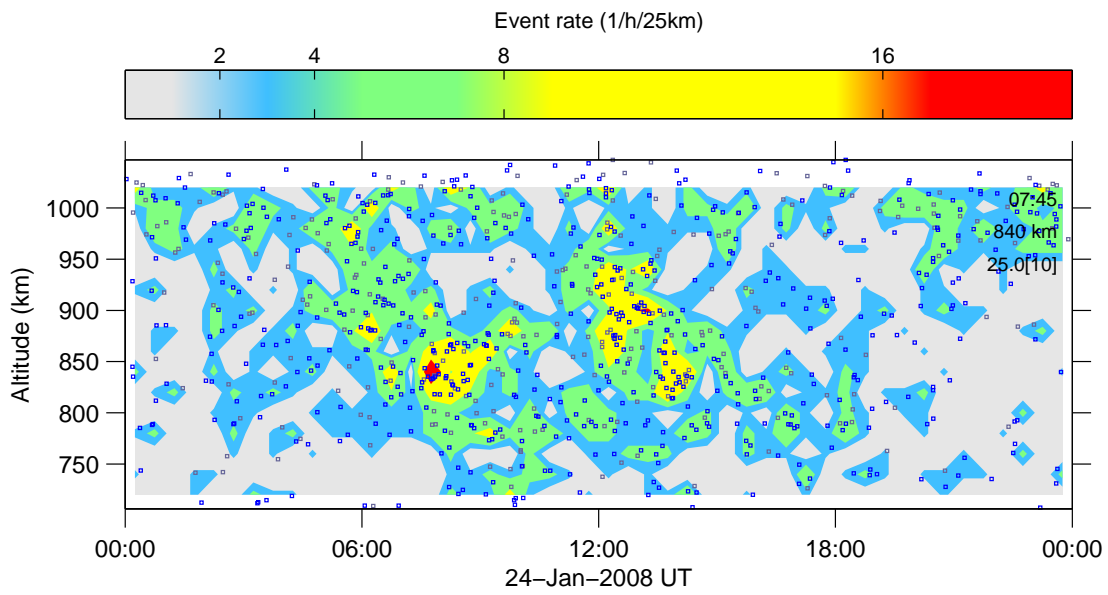 Event rate (1/h/25km)
2 4 8 16
Altitude (km)
1000
950
900
850
800
750
07:45
840 km
25.0[10]
00:00 06:00 12:00 18:00 00:00
24−Jan−2008 UT